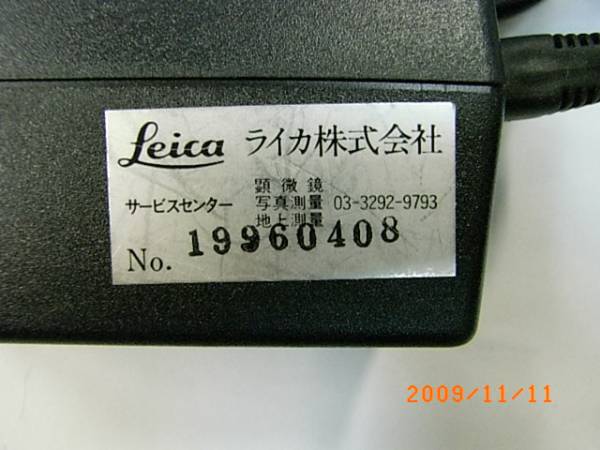 Leica ライカ株式会社
顕微鏡
サービスセンター 写真測量 03-3292-9793
地上測量
No. 19960408
2009/11/11